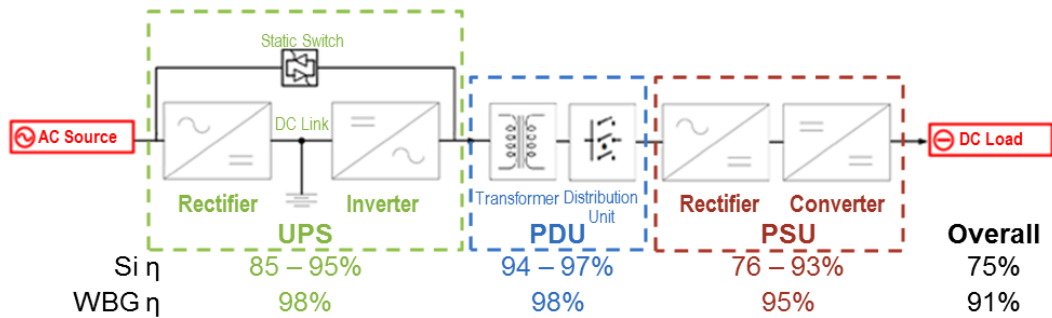 Static Switch
AC Source
DC Link
DC Load
Rectifier
Inverter
Transformer
Distribution
Unit
Rectifier
Converter
UPS
PDU
PSU
Overall
Si η
85 – 95%
94 – 97%
76 – 93%
75%
WBG η
98%
98%
95%
91%